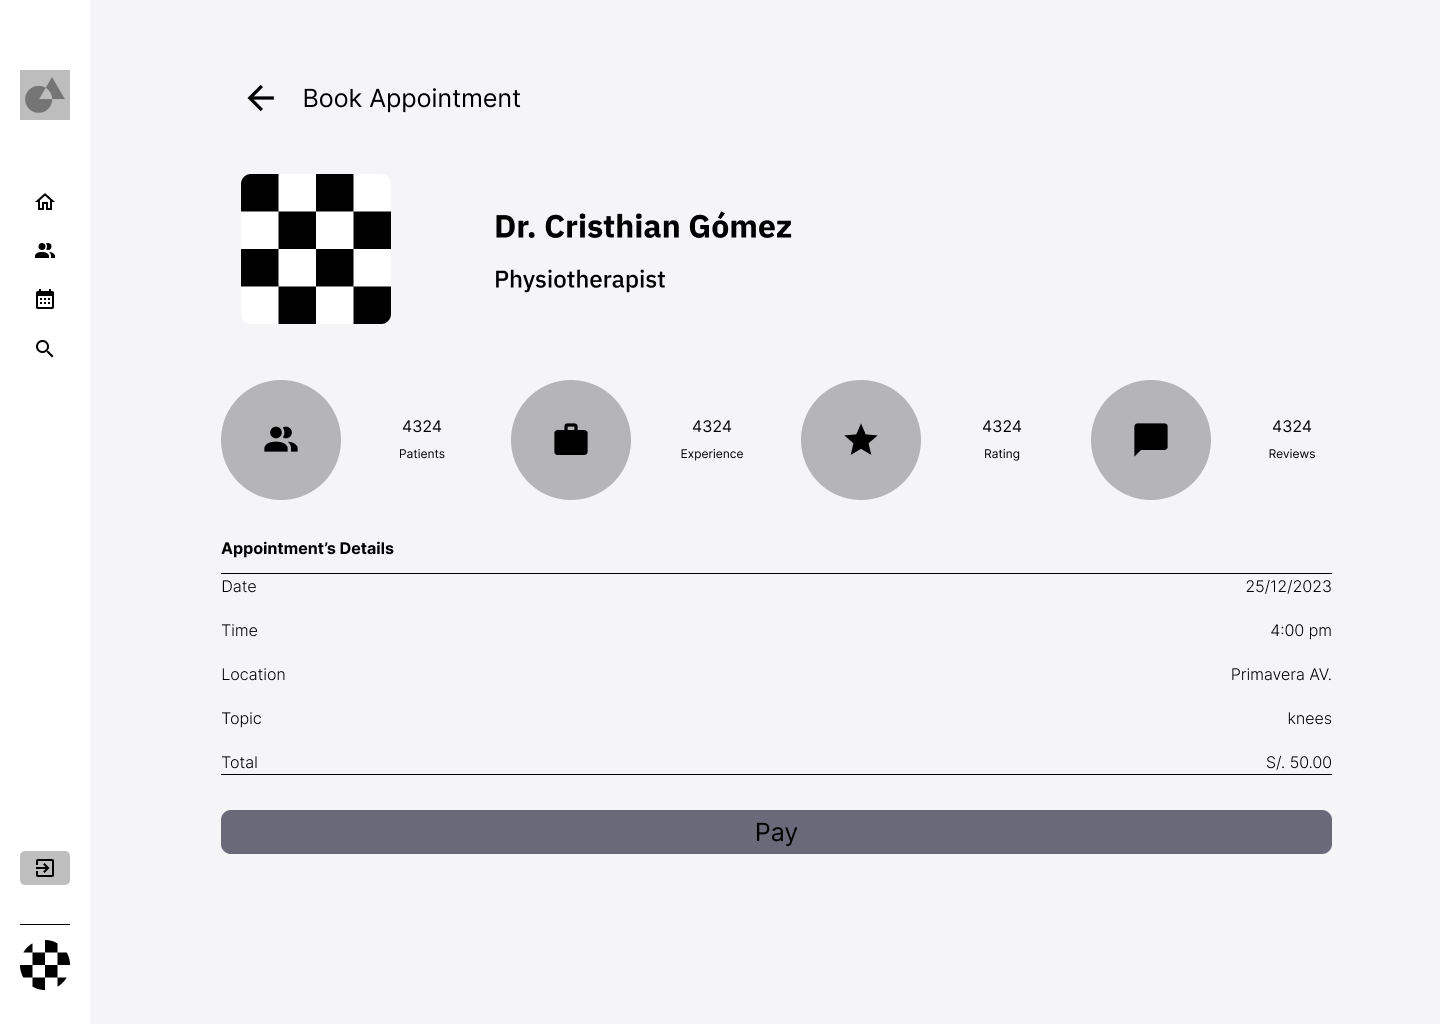 Book Appointment
Dr. Cristhian Gómez
Physiotherapist
4324
Patients
4324
Experience
4324
Rating
4324
Reviews
Appointment’s Details
Date 25/12/2023
Time 4:00 pm
Location Primavera AV.
Topic knees
Total S/. 50.00
Pay